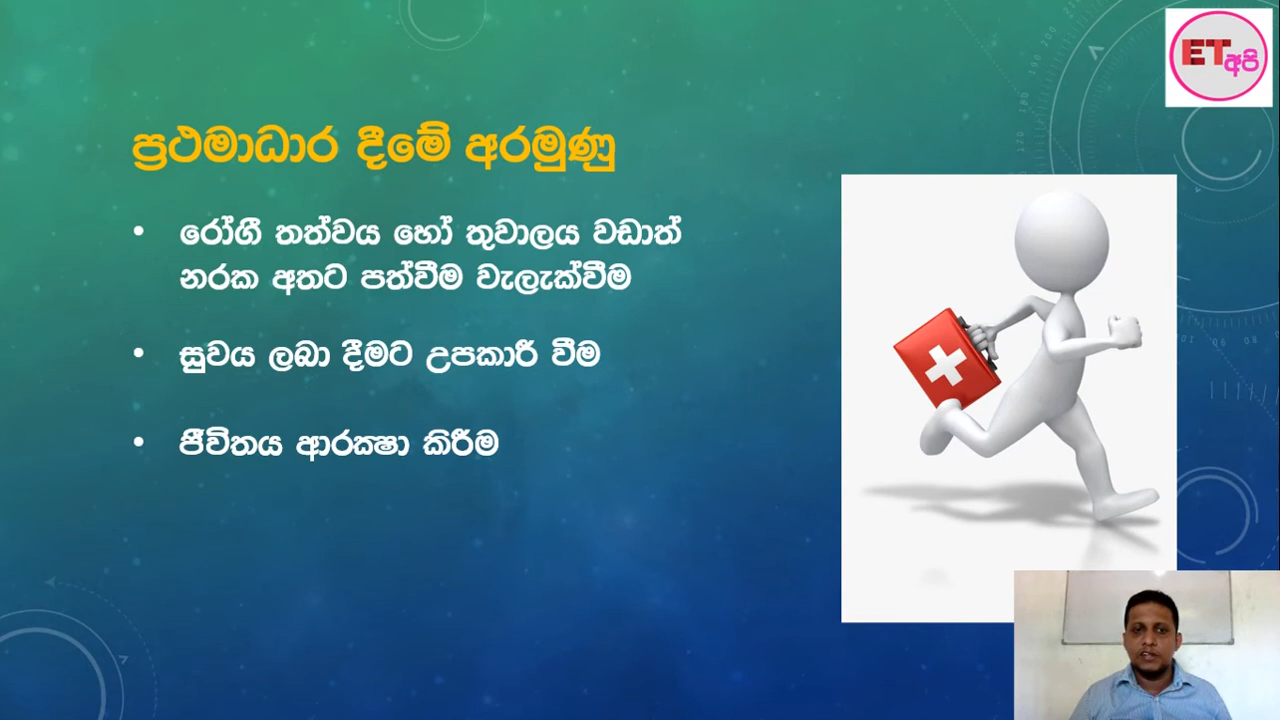 ප්‍රථමාධාර දීමේ අරමුණු
• රෝගී තත්වය හෝ තුවාලය වඩාත්
නරක අතට පත්වීම වැලැක්වීම
• සුවය ලබා දීමට උපකාරී වීම
• ජීවිතය ආරක්ෂා කිරීම
ET අපි